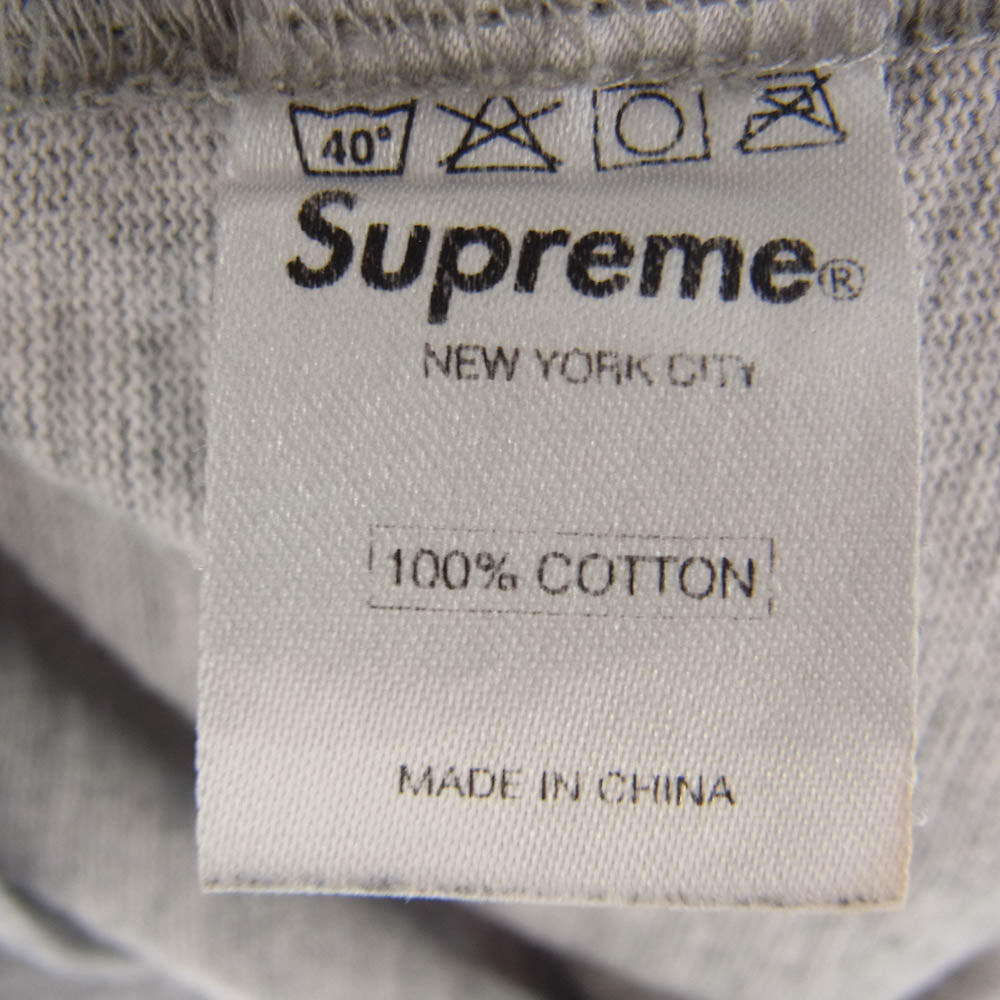 40°
Supreme®
NEW YORK CITY
100% COTTON
MADE IN CHINA